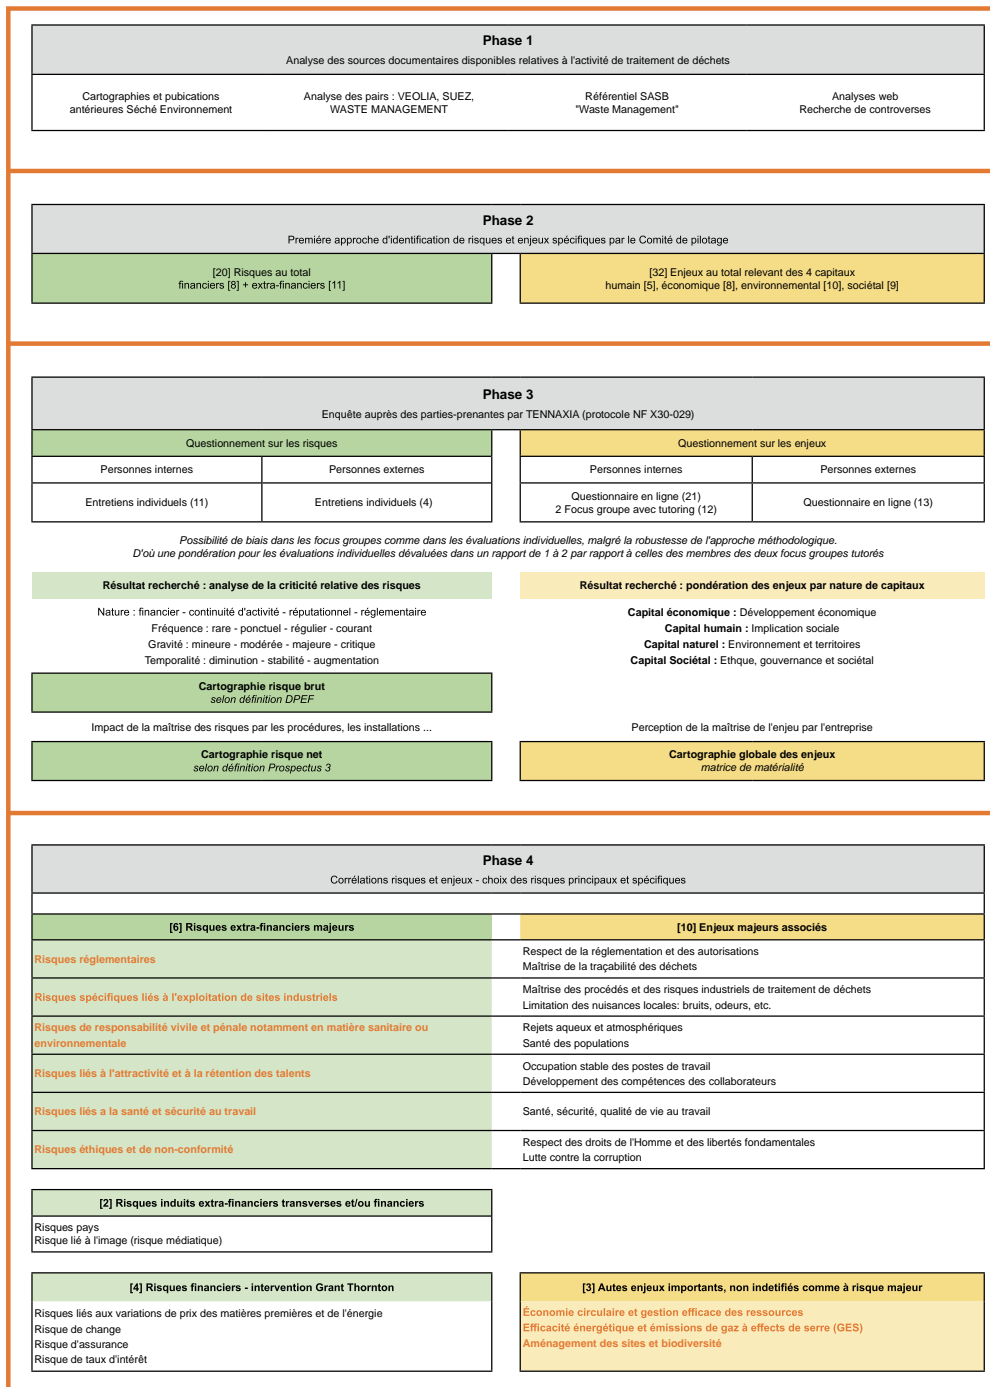 Phase 1
Analyse des sources documentaires disponibles relatives à l'activité de traitement de déchets
Cartographies et pubications
antérieures Séché Environnement
Analyse des pairs : VEOLIA, SUEZ,
WASTE MANAGEMENT
Référentiel SASB
"Waste Management"
Analyses web
Recherche de controverses
Phase 2
Premiére approche d'identification de risques et enjeux spécifiques par le Comité de pilotage
[20] Risques au total
financiers [8] + extra-financiers [11]
[32] Enjeux au total relevant des 4 capitaux
humain [5], économique [8], environnemental [10], sociétal [9]
Phase 3
Enquête auprès des parties-prenantes par TENNAXIA (protocole NF X30-029)
Questionnement sur les risques
Personnes internes
Personnes externes
Entretiens individuels (11)
Entretiens individuels (4)
Questionnement sur les enjeux
Personnes internes
Personnes externes
Questionnaire en ligne (21)
2 Focus groupe avec tutoring (12)
Questionnaire en ligne (13)
Possibilité de biais dans les focus groupes comme dans les évaluations individuelles, malgré la robustesse de l'approche méthodologique.
D'où une pondération pour les évaluations individuelles dévaluées dans un rapport de 1 à 2 par rapport à celles des membres des deux focus groupes tutorés
Résultat recherché : analyse de la criticité relative des risques
Nature : financier - continuité d'activité - réputationnel - réglementaire
Fréquence : rare - ponctuel - régulier - courant
Gravité : mineure - modérée - majeure - critique
Temporalité : diminution - stabilité - augmentation
Cartographie risque brut
selon définition DPEF
Impact de la maîtrise des risques par les procédures, les installations ...
Cartographie risque net
selon définition Prospectus 3
Résultat recherché : pondération des enjeux par nature de capitaux
Capital économique : Développement économique
Capital humain : Implication sociale
Capital naturel : Environnement et territoires
Capital Sociétal : Ethque, gouvernance et sociétal
Perception de la maîtrise de l'enjeu par l'entreprise
Cartographie globale des enjeux
matrice de matérialité
Phase 4
Corrélations risques et enjeux - choix des risques principaux et spécifiques
[6] Risques extra-financiers majeurs
[10] Enjeux majeurs associés
Risques réglementaires
Respect de la réglementation et des autorisations
Maîtrise de la traçabilité des déchets
Risques spécifiques liés à l'exploitation de sites industriels
Maîtrise des procédés et des risques industriels de traitement de déchets
Limitation des nuisances locales: bruits, odeurs, etc.
Risques de responsabilité vivile et pénale notamment en matière sanitaire ou
environnementale
Rejets aqueux et atmosphériques
Santé des populations
Risques liés à l'attractivité et à la rétention des talents
Occupation stable des postes de travail
Développement des compétences des collaborateurs
Risques liés a la santé et sécurité au travail
Santé, sécurité, qualité de vie au travail
Risques éthiques et de non-conformité
Respect des droits de l'Homme et des libertés fondamentales
Lutte contre la corruption
[2] Risques induits extra-financiers transverses et/ou financiers
Risques pays
Risque lié à l'image (risque médiatique)
[4] Risques financiers - intervention Grant Thornton
Risques liés aux variations de prix des matières premières et de l'énergie
Risque de change
Risque d'assurance
Risque de taux d'intérêt
[3] Autes enjeux importants, non indetifiés comme à risque majeur
Économie circulaire et gestion efficace des ressources
Efficacité énergétique et émissions de gaz à effects de serre (GES)
Aménagement des sites et biodiversité